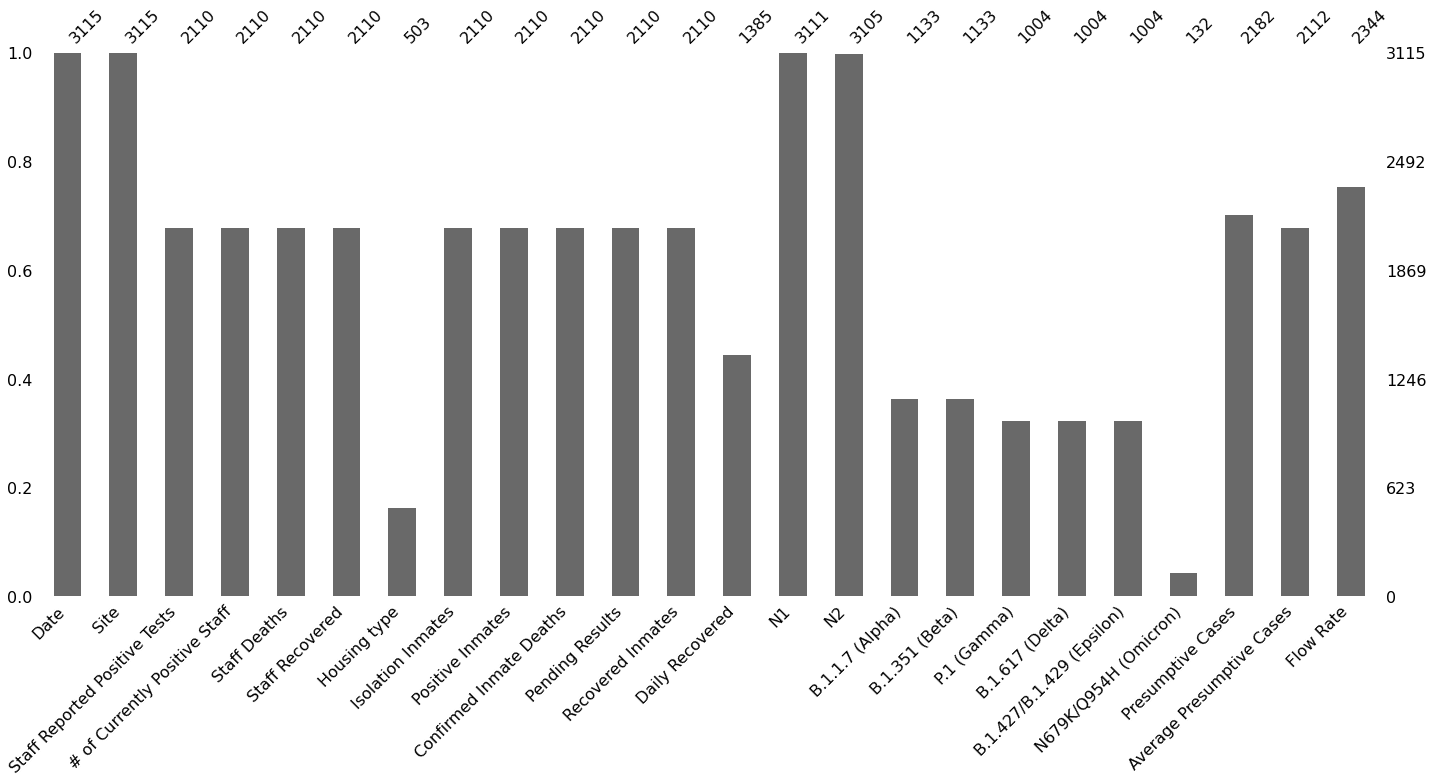 3115
3115
2110
2110
2110
2110
503
2110
2110
2110
2110
2110
1385
3111
3105
1133
1133
1004
1004
1004
132
2182
2112
2344
1.0
0.8
0.6
0.4
0.2
0.0
3115
2492
1869
1246
623
0
Date
Site
Staff Reported Positive Tests
# of Currently Positive Staff
Staff Deaths
Staff Recovered
Housing type
Isolation Inmates
Positive Inmates
Confirmed Inmate Deaths
Pending Results
Recovered Inmates
Daily Recovered
N1
N2
B.1.1.7 (Alpha)
B.1.351 (Beta)
P.1 (Gamma)
B.1.617 (Delta)
B.1.427/B.1.429 (Epsilon)
N679K/Q954H (Omicron)
Presumptive Cases
Average Presumptive Cases
Flow Rate